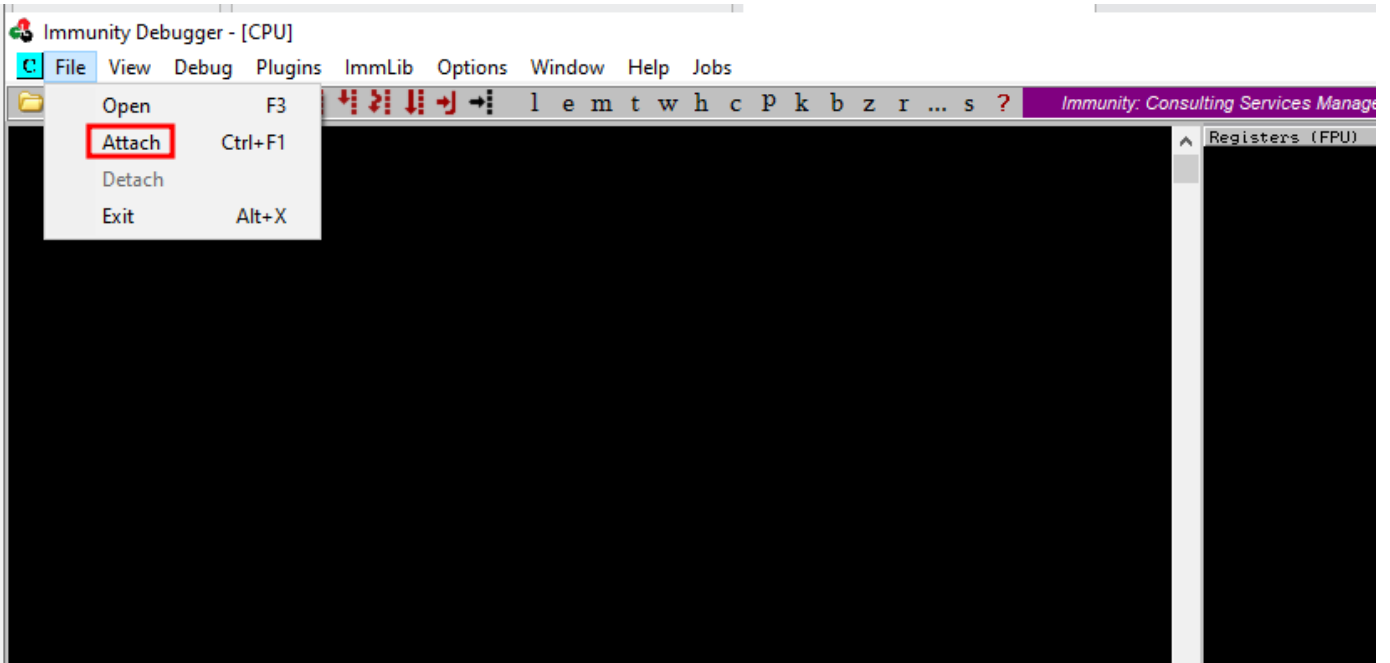 Immunity Debugger - [CPU]
C File View Debug Plugins ImmLib Options Window Help Jobs
l e m t w h c P k b z r ... s ? Immunity: Consulting Services Manage
Open F3
Attach Ctrl+F1
Detach
Exit Alt+X
Registers (FPU)